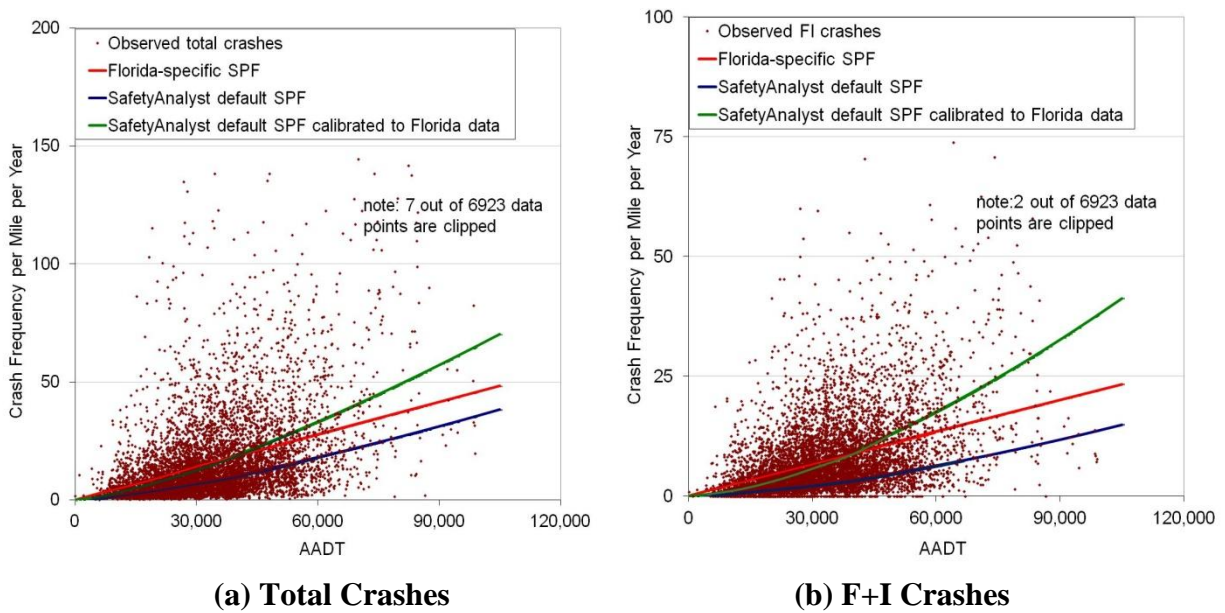 200
150
100
50
0
Crash Frequency per Mile per Year
Observed total crashes
Florida-specific SPF
SafetyAnalyst default SPF
SafetyAnalyst default SPF calibrated to Florida data
note: 7 out of 6923 data
points are clipped
0 30,000 60,000 90,000 120,000
AADT
(a) Total Crashes
100
75
50
25
0
Crash Frequency per Mile per Year
Observed FI crashes
Florida-specific SPF
SafetyAnalyst default SPF
SafetyAnalyst default SPF calibrated to Florida data
note:2 out of 6923 data
points are clipped
0 30,000 60,000 90,000 120,000
AADT
(b) F+I Crashes